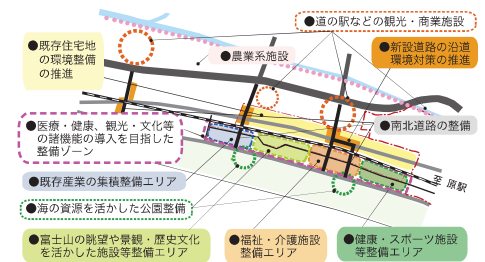 ●道の駅などの観光・商業施設
●既存住宅地
の環境整備
の推進
●農業系施設
●新設道路の沿道
環境対策の推進
●医療・健康、観光・文化等
の諸機能の導入を目指した
整備ゾーン
●南北道路の整備
●既存産業の集積整備エリア
原駅
●海の資源を活かした公園整備
●富士山の眺望や景観・歴史文化
を活かした施設等整備エリア
●福祉・介護施設
整備エリア
●健康・スポーツ施設
等整備エリア